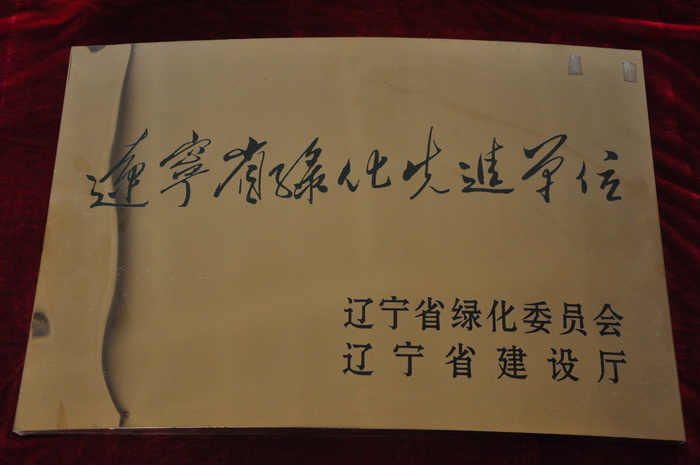 遼寧省綠化先進单位
辽宁省绿化委员会
辽宁省建设厅